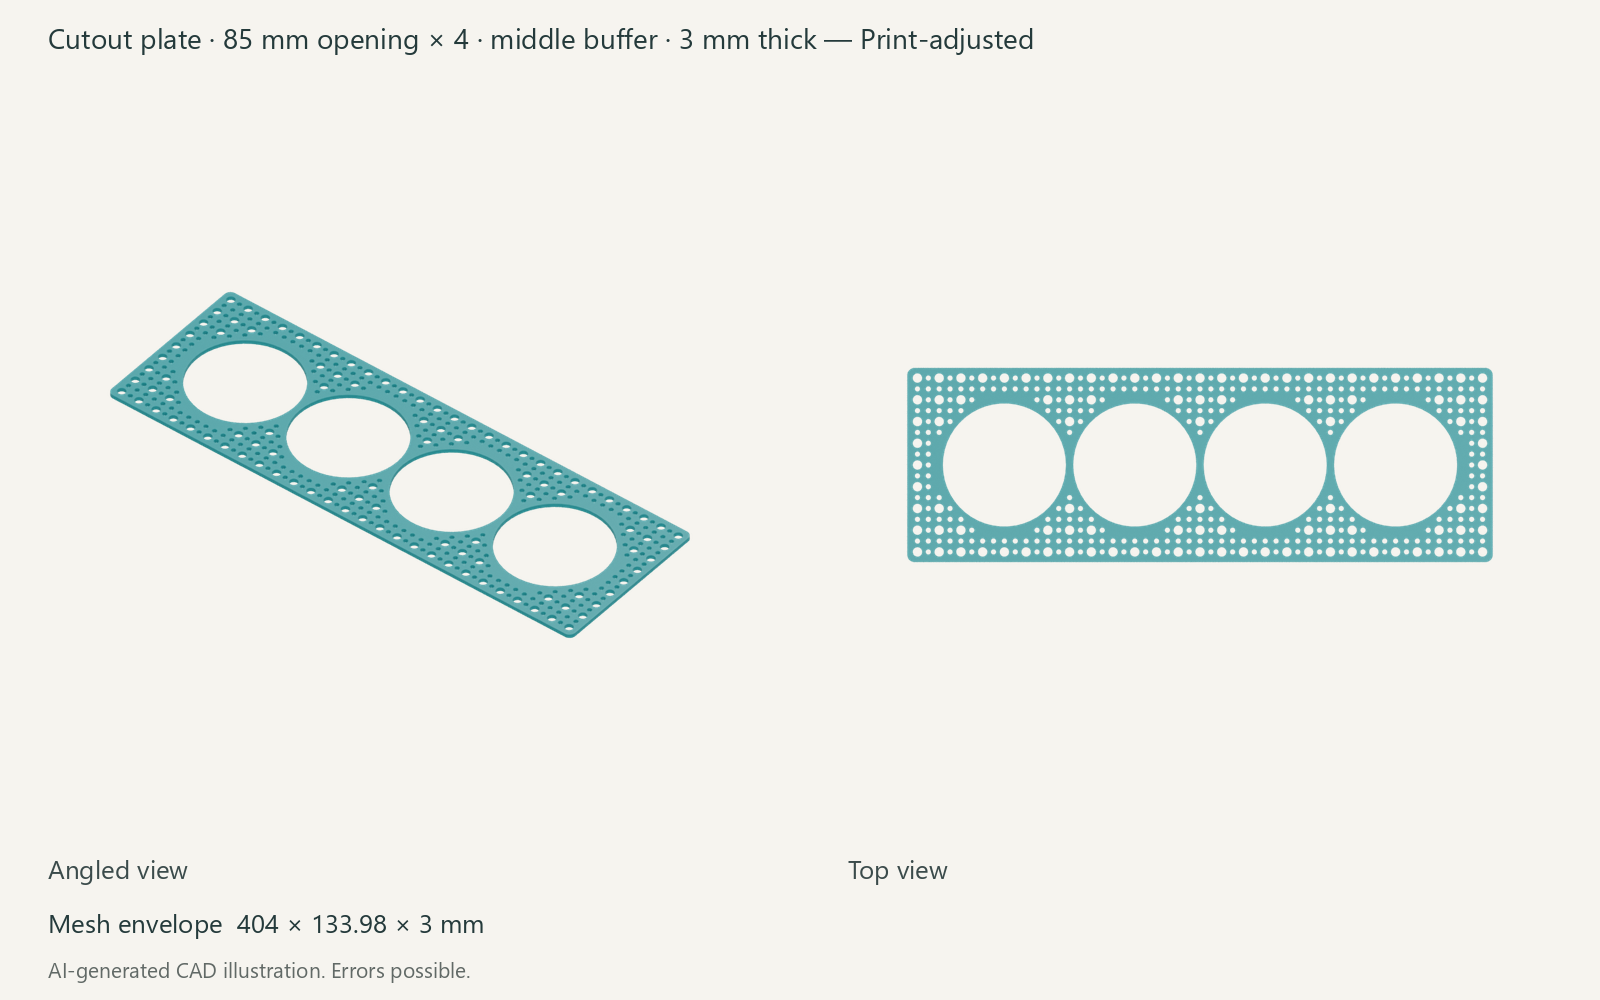 Cutout plate · 85 mm opening × 4 · middle buffer · 3 mm thick — Print-adjusted
Angled view
Top view
Mesh envelope 404 × 133.98 × 3 mm
AI-generated CAD illustration. Errors possible.